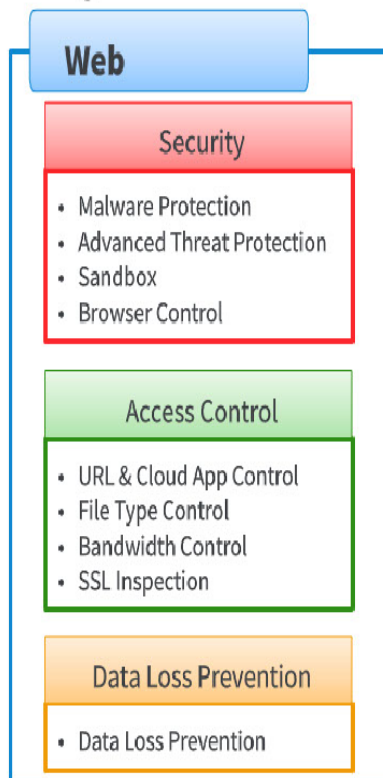 Web
Security
• Malware Protection
• Advanced Threat Protection
• Sandbox
• Browser Control
Access Control
• URL & Cloud App Control
• File Type Control
• Bandwidth Control
• SSL Inspection
Data Loss Prevention
• Data Loss Prevention